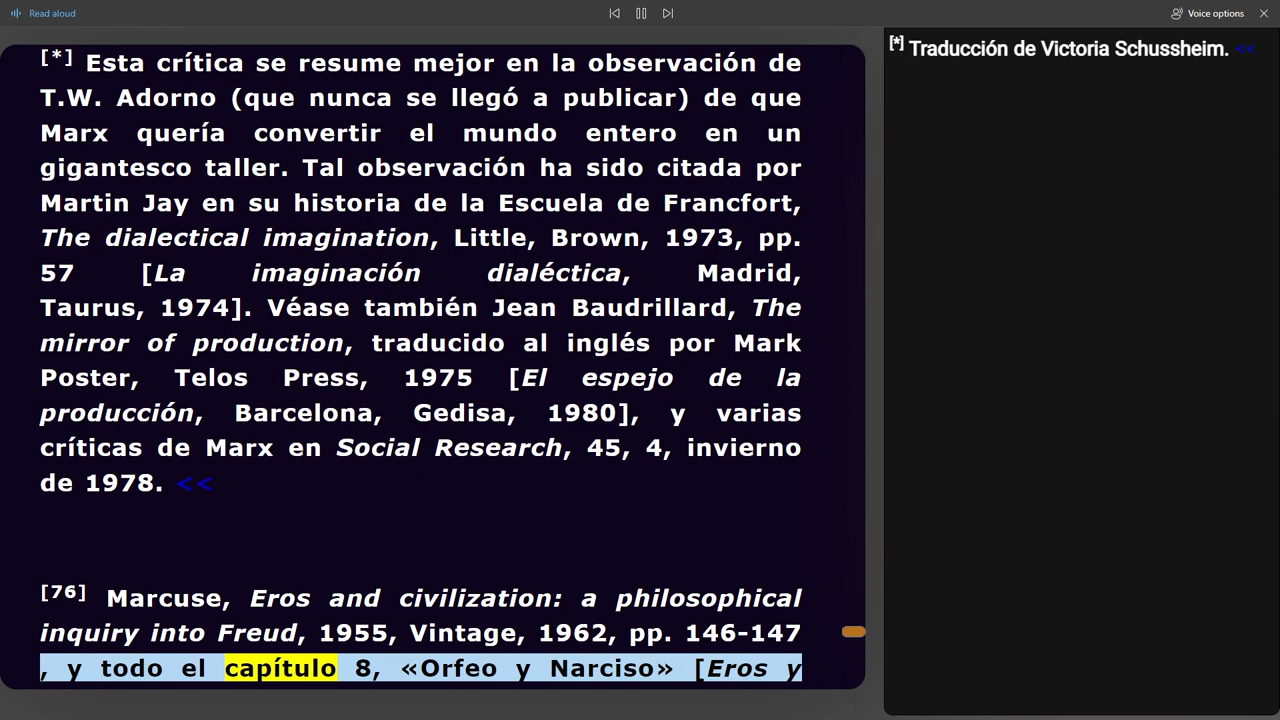 Read aloud
Voice options
[*] Esta crítica se resume mejor en la observación de
T.W. Adorno (que nunca se llegó a publicar) de que
Marx quería convertir el mundo entero en un
gigantesco taller. Tal observación ha sido citada por
Martin Jay en su historia de la Escuela de Francfort,
The dialectical imagination, Little, Brown, 1973, pp.
57 [La imaginación dialéctica, Madrid,
Taurus, 1974]. Véase también Jean Baudrillard, The
mirror of production, traducido al inglés por Mark
Poster, Telos Press, 1975 [El espejo de la
producción, Barcelona, Gedisa, 1980], y varias
críticas de Marx en Social Research, 45, 4, invierno
de 1978. <<
[76] Marcuse, Eros and civilization: a philosophical
inquiry into Freud, 1955, Vintage, 1962, pp. 146-147
, y todo el capítulo 8, «Orfeo y Narciso» [Eros y
[*] Traducción de Victoria Schussheim. <<